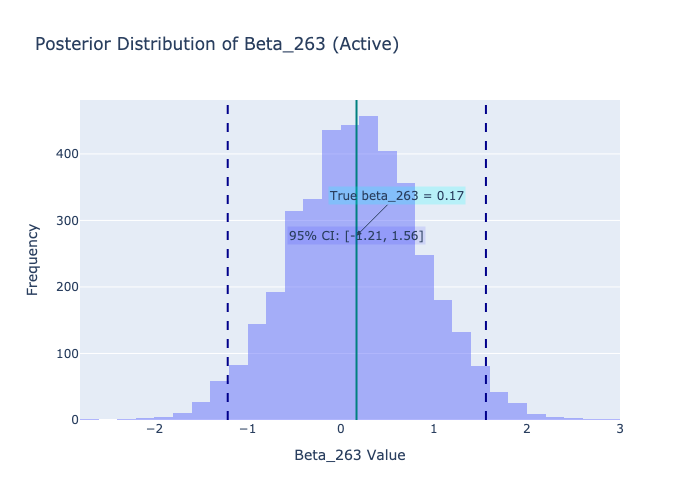 Posterior Distribution of Beta_263 (Active)
Frequency
400
300
200
100
0
True beta_263 = 0.17
95% CI: [-1.21, 1.56]
−2
−1
0
1
2
3
Beta_263 Value